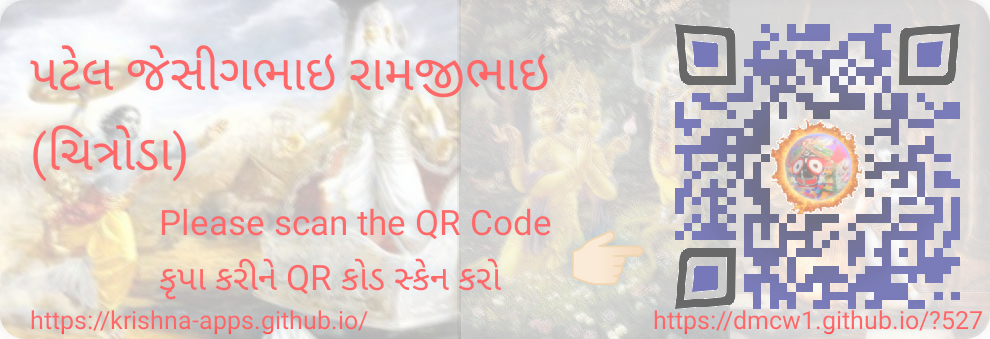 પટેલ જેસીગભાઇ રામજીભાઇ
(ચિત્રોડા)
Please scan the QR Code
કૃપા કરીને QR કોડ સ્કેન કરો
https://krishna-apps.github.io/
https://dmcw1.github.io/?527